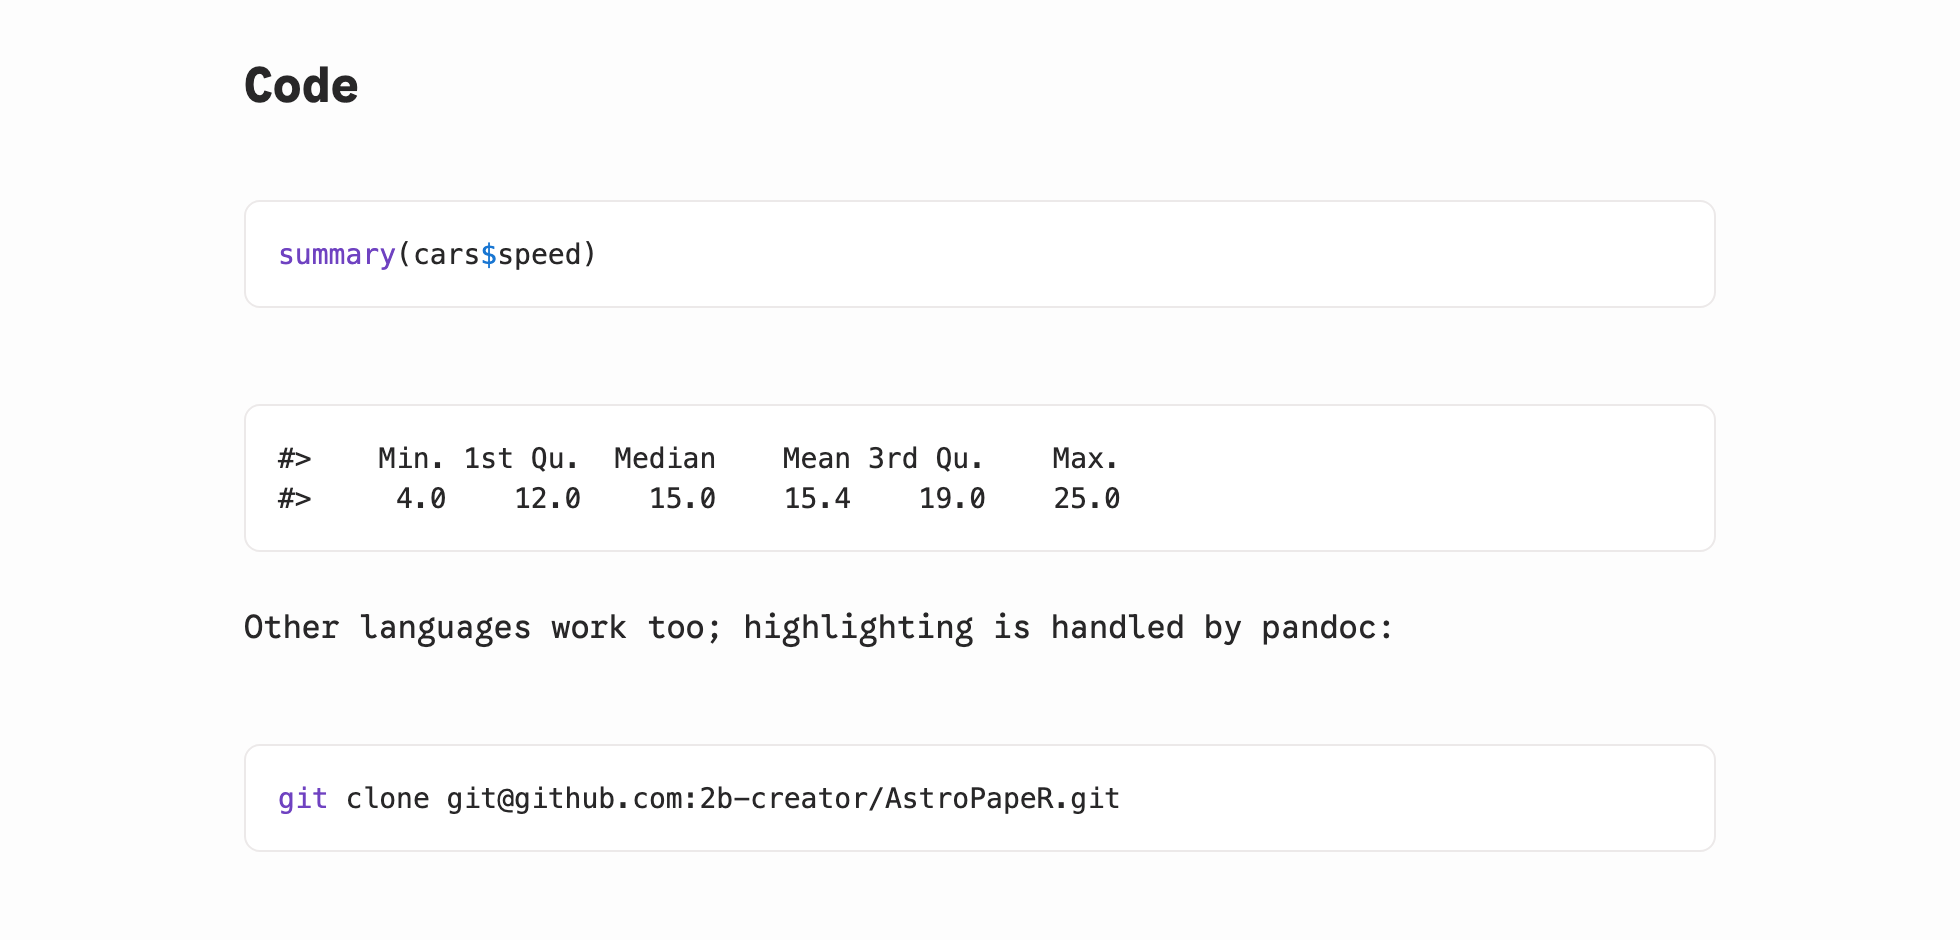 Code
summary(cars$speed)
#>    Min. 1st Qu.  Median    Mean 3rd Qu.    Max.
#>     4.0    12.0    15.0    15.4    19.0    25.0
Other languages work too; highlighting is handled by pandoc:
git clone git@github.com:2b-creator/AstroPapeR.git